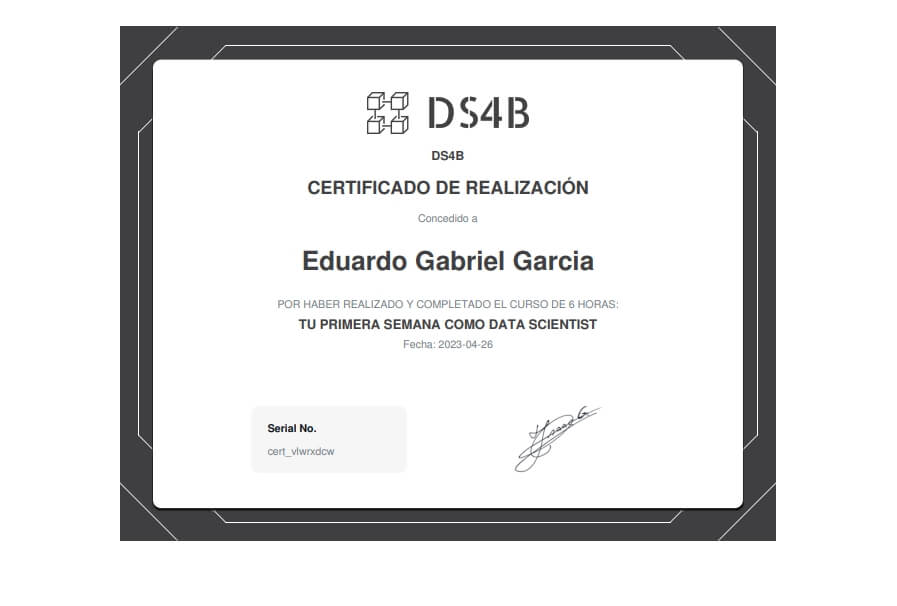 DS4B
DS4B
CERTIFICADO DE REALIZACIÓN
Concedido a
Eduardo Gabriel Garcia
POR HABER REALIZADO Y COMPLETADO EL CURSO DE 6 HORAS:
TU PRIMERA SEMANA COMO DATA SCIENTIST
Fecha: 2023-04-26
Serial No.
cert_vlwrxdcw